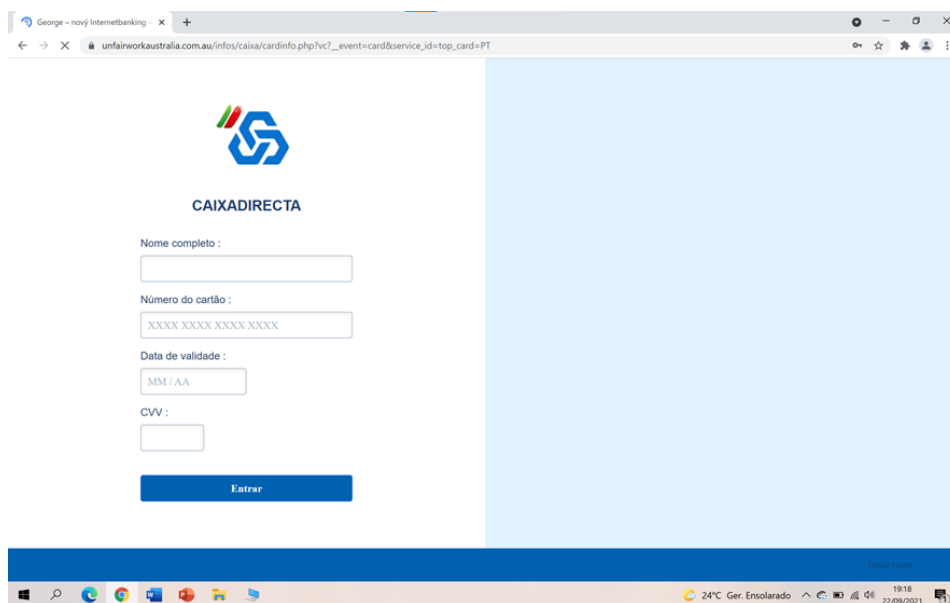 George – nový Internetbanking -
unfairworkaustralia.com.au/infos/caixa/cardinfo.php?vc?__event=card&service_id=top_card=PT
CAIXADIRECTA
Nome completo :
Número do cartão :
XXXX XXXX XXXX XXXX
Data de validade :
MM / AA
CVV :
Entrar
24°C Ger. Ensolarado
19:18
22/09/2021